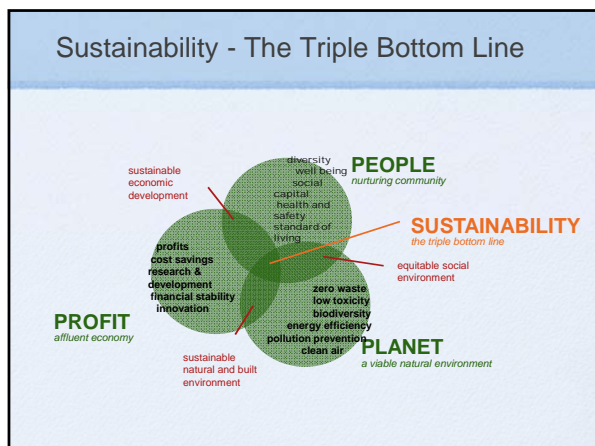 Sustainability - The Triple Bottom Line
diversity
well being
social
capital
health and
safety
standard of
living
PEOPLE
nurturing community
sustainable
economic
development
SUSTAINABILITY
the triple bottom line
equitable social
environment
profits
cost savings
research &
development
financial stability
innovation
PROFIT
affluent economy
zero waste
low toxicity
biodiversity
energy efficiency
pollution prevention
clean air
PLANET
a viable natural environment
sustainable
natural and built
environment